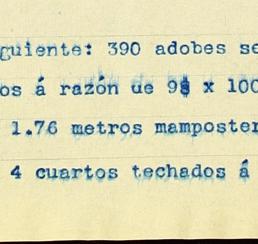 guiente: 390 adobes se
os á razón de 9$ x 100
1.76 metros mamposter
4 cuartos techados á